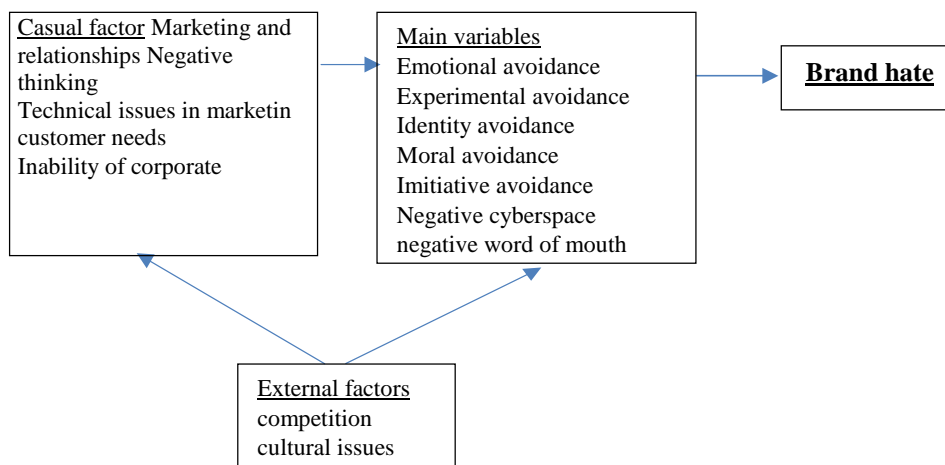 Casual factor Marketing and
relationships Negative
thinking
Technical issues in marketin
customer needs
Inability of corporate
Main variables
Emotional avoidance
Experimental avoidance
Identity avoidance
Moral avoidance
Imitiative avoidance
Negative cyberspace
negative word of mouth
Brand hate
External factors
competition
cultural issues